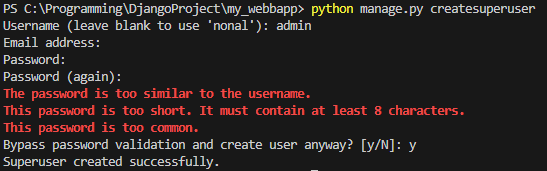 PS C:\Programming\DjangoProject\my_webbapp> python manage.py createsuperuser
Username (leave blank to use 'nonal'): admin
Email address:
Password:
Password (again):
The password is too similar to the username.
This password is too short. It must contain at least 8 characters.
This password is too common.
Bypass password validation and create user anyway? [y/N]: y
Superuser created successfully.